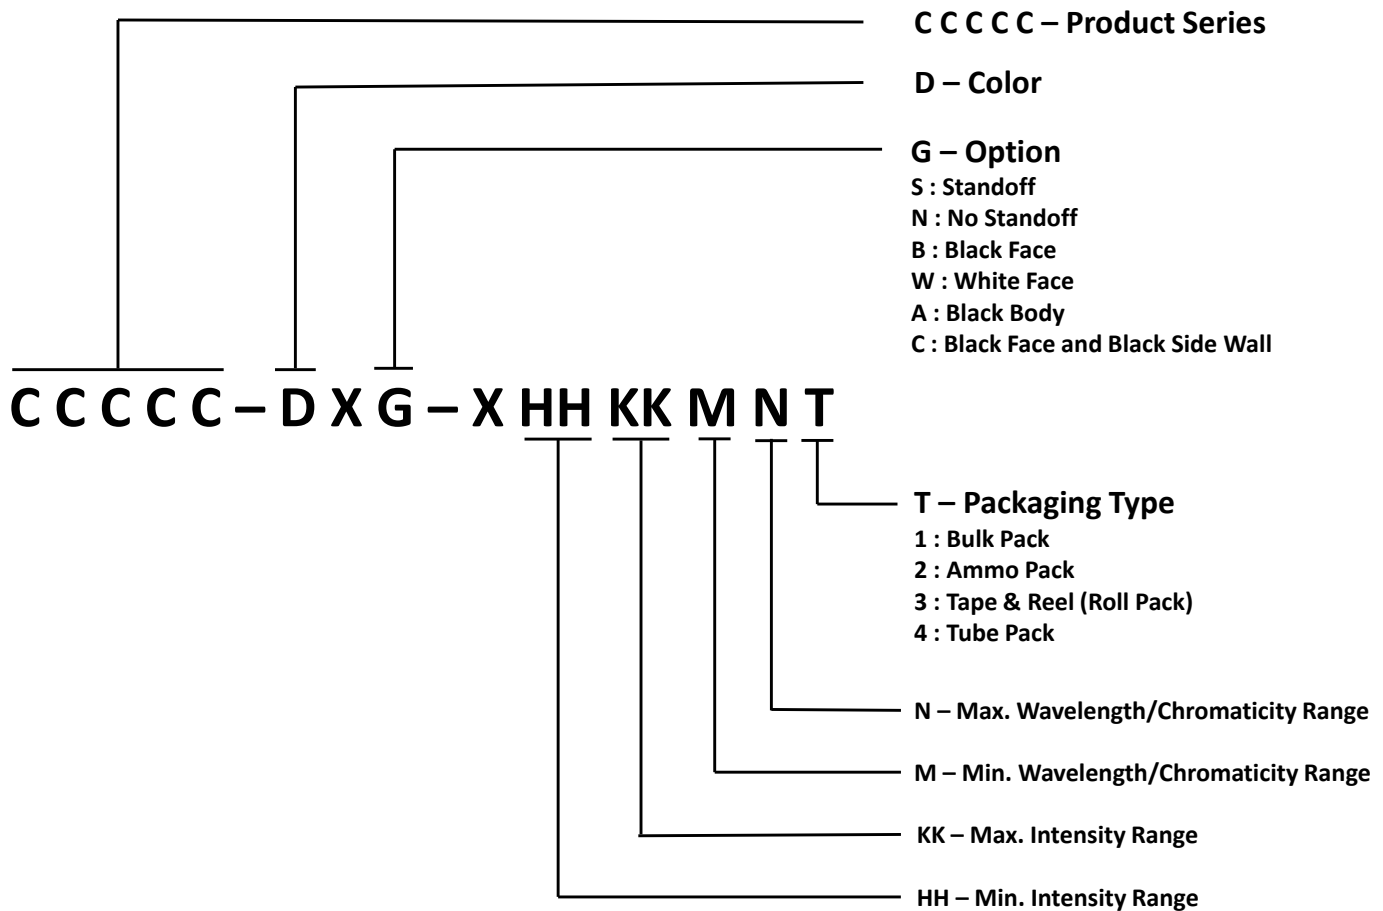 C C C C C – Product Series
D – Color
G – Option
S : Standoff
N : No Standoff
B : Black Face
W : White Face
A : Black Body
C : Black Face and Black Side Wall
C C C C C – D X G – X HH KK M N T
T – Packaging Type
1 : Bulk Pack
2 : Ammo Pack
3 : Tape & Reel (Roll Pack)
4 : Tube Pack
N – Max. Wavelength/Chromaticity Range
M – Min. Wavelength/Chromaticity Range
KK – Max. Intensity Range
HH – Min. Intensity Range